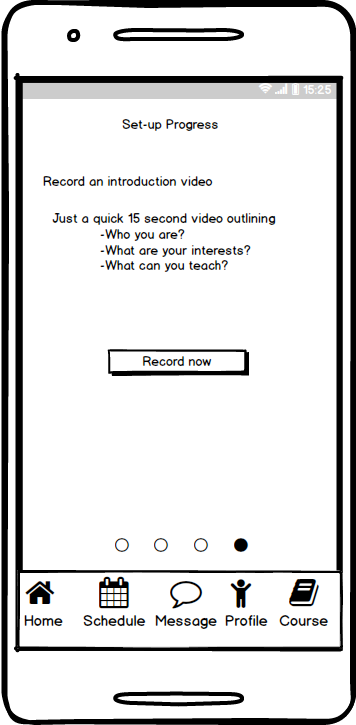 15:25
Set-up Progress
Record an introduction video
Just a quick 15 second video outlining
-Who you are?
-What are your interests?
-What can you teach?
Record now
Home Schedule Message Profile Course